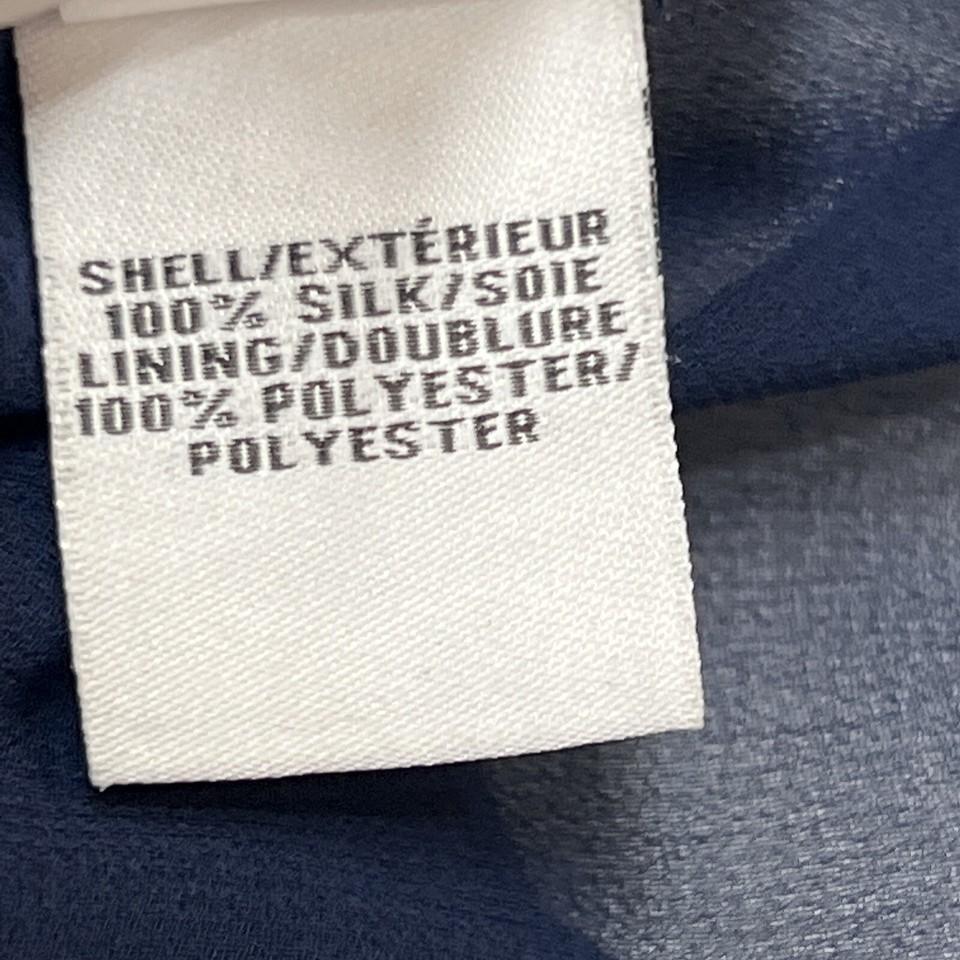 SHELL/EXTÉRIEUR
100% SILK/SOIE
LINING/DOUBLURE
100% POLYESTER/
POLYESTER